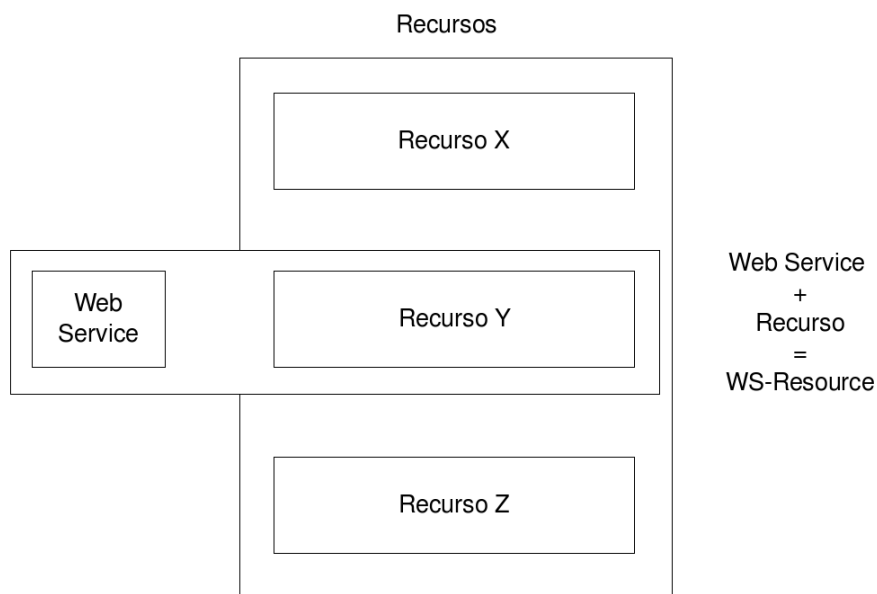 Recursos
Recurso X
Web
Service
Recurso Y
Web Service
+
Recurso
=
WS-Resource
Recurso Z